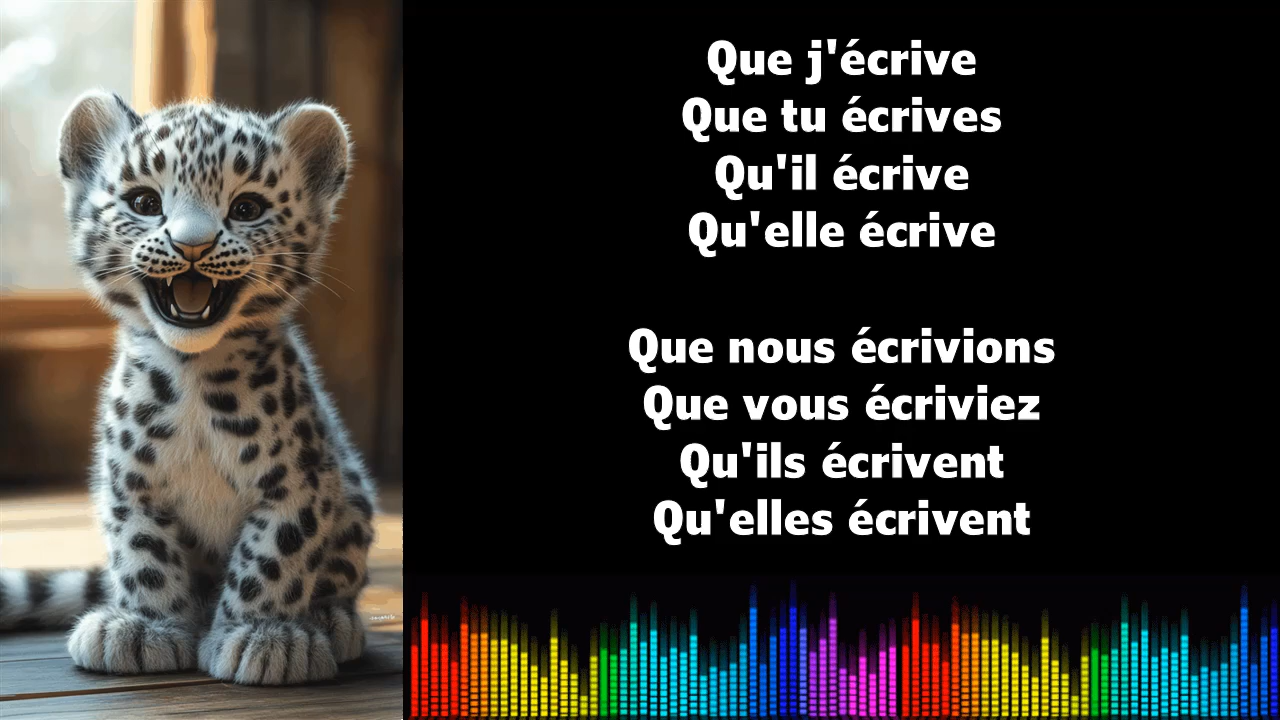 Que j'écrive
Que tu écrives
Qu'il écrive
Qu'elle écrive
Que nous écrivions
Que vous écriviez
Qu'ils écrivent
Qu'elles écrivent